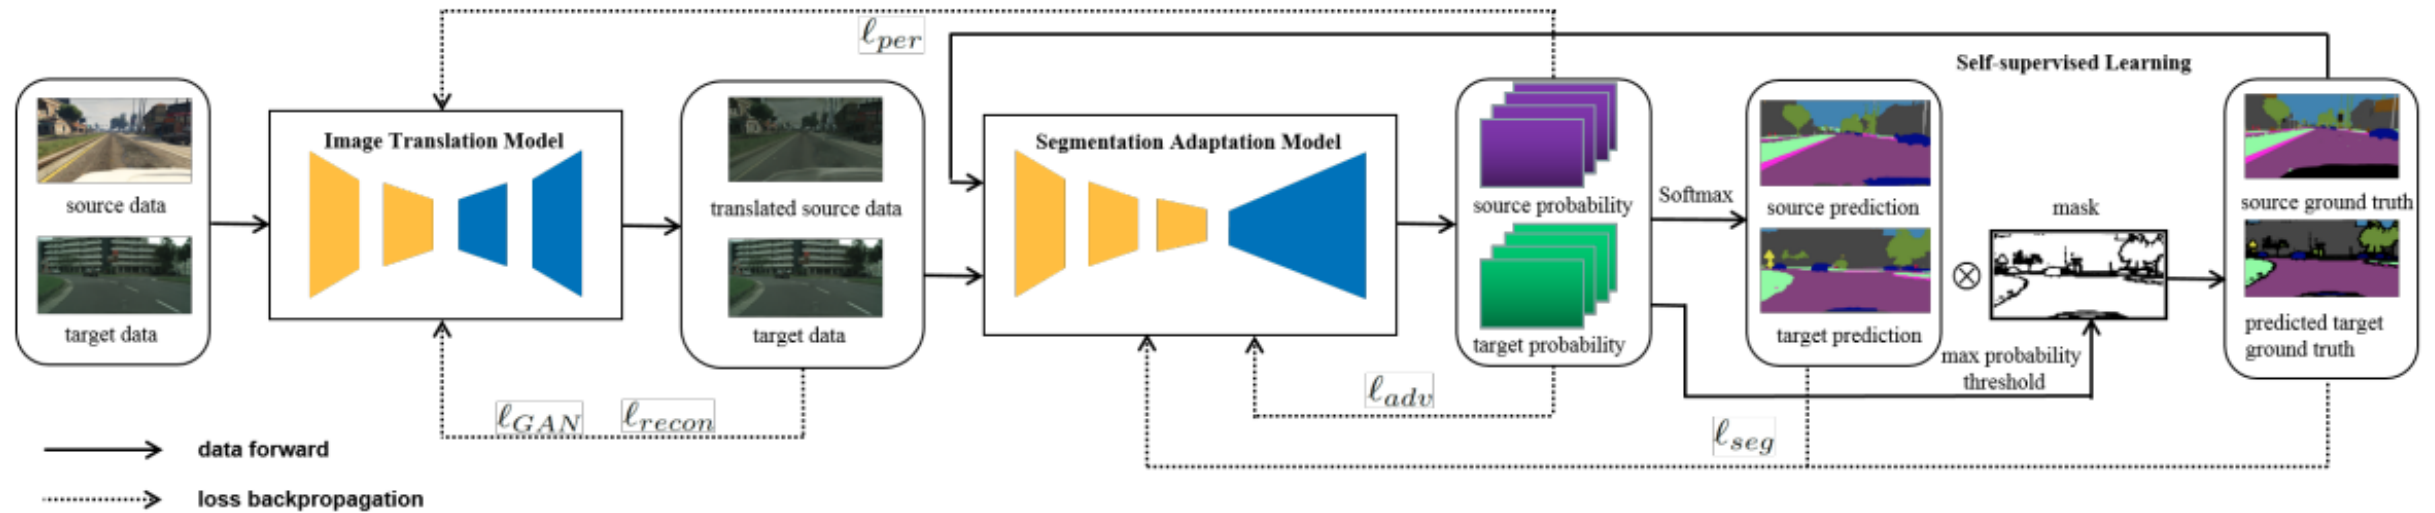 ℓper
Self-supervised Learning
Image Translation Model
Segmentation Adaptation Model
source data
target data
translated source data
target data
source probability
target probability
Softmax
source prediction
target prediction
mask
max probability
threshold
source ground truth
predicted target
ground truth
ℓGAN
ℓrecon
ℓadv
ℓseg
data forward
loss backpropagation